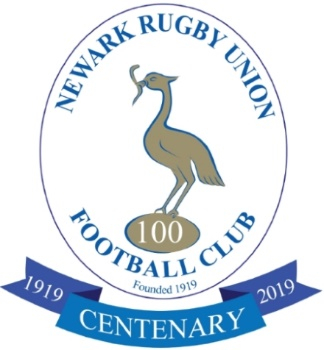 NEWARK RUGBY UNION
100
FOOTBALL CLUB
Founded 1919
1919
2019
CENTENARY